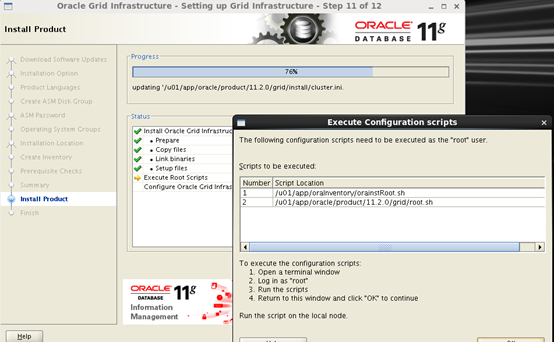 Oracle Grid Infrastructure - Setting up Grid Infrastructure - Step 11 of 12
Install Product
ORACLE
DATABASE 11g
Download Software Updates
Installation Option
Product Languages
Create ASM Disk Group
ASM Password
Operating System Groups
Installation Location
Create Inventory
Prerequisite Checks
Summary
Install Product
Finish
Progress
76%
updating '/u01/app/oracle/product/11.2.0/grid/install/cluster.ini.
Status
Install Oracle Grid Infrastruc
• Prepare
• Copy files
• Link binaries
• Setup files
Execute Root Scripts
Configure Oracle Grid Infras
ORACLE
DATABASE 11g
Information
Management
Help
Execute Configuration scripts
The following configuration scripts need to be executed as the "root" user.
Scripts to be executed:
Number Script Location
1 /u01/app/oraInventory/orainstRoot.sh
2 /u01/app/oracle/product/11.2.0/grid/root.sh
To execute the configuration scripts:
1. Open a terminal window
2. Log in as "root"
3. Run the scripts
4. Return to this window and click "OK" to continue
Run the script on the local node.